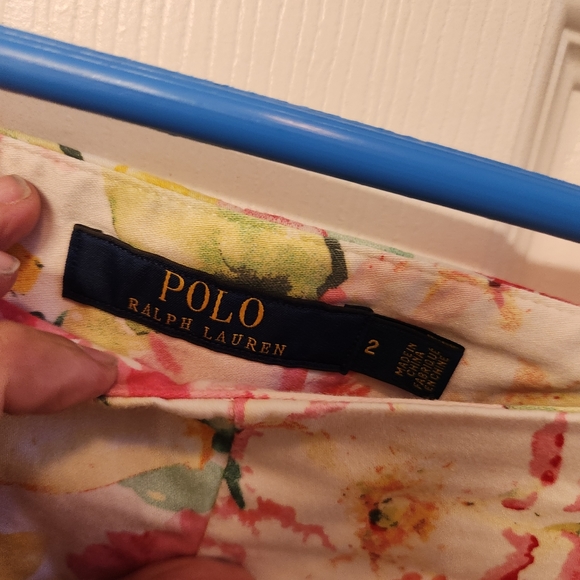 POLO
RALPH LAUREN
2
MADE IN
CHINA
FABRIQUÉ
EN CHINE